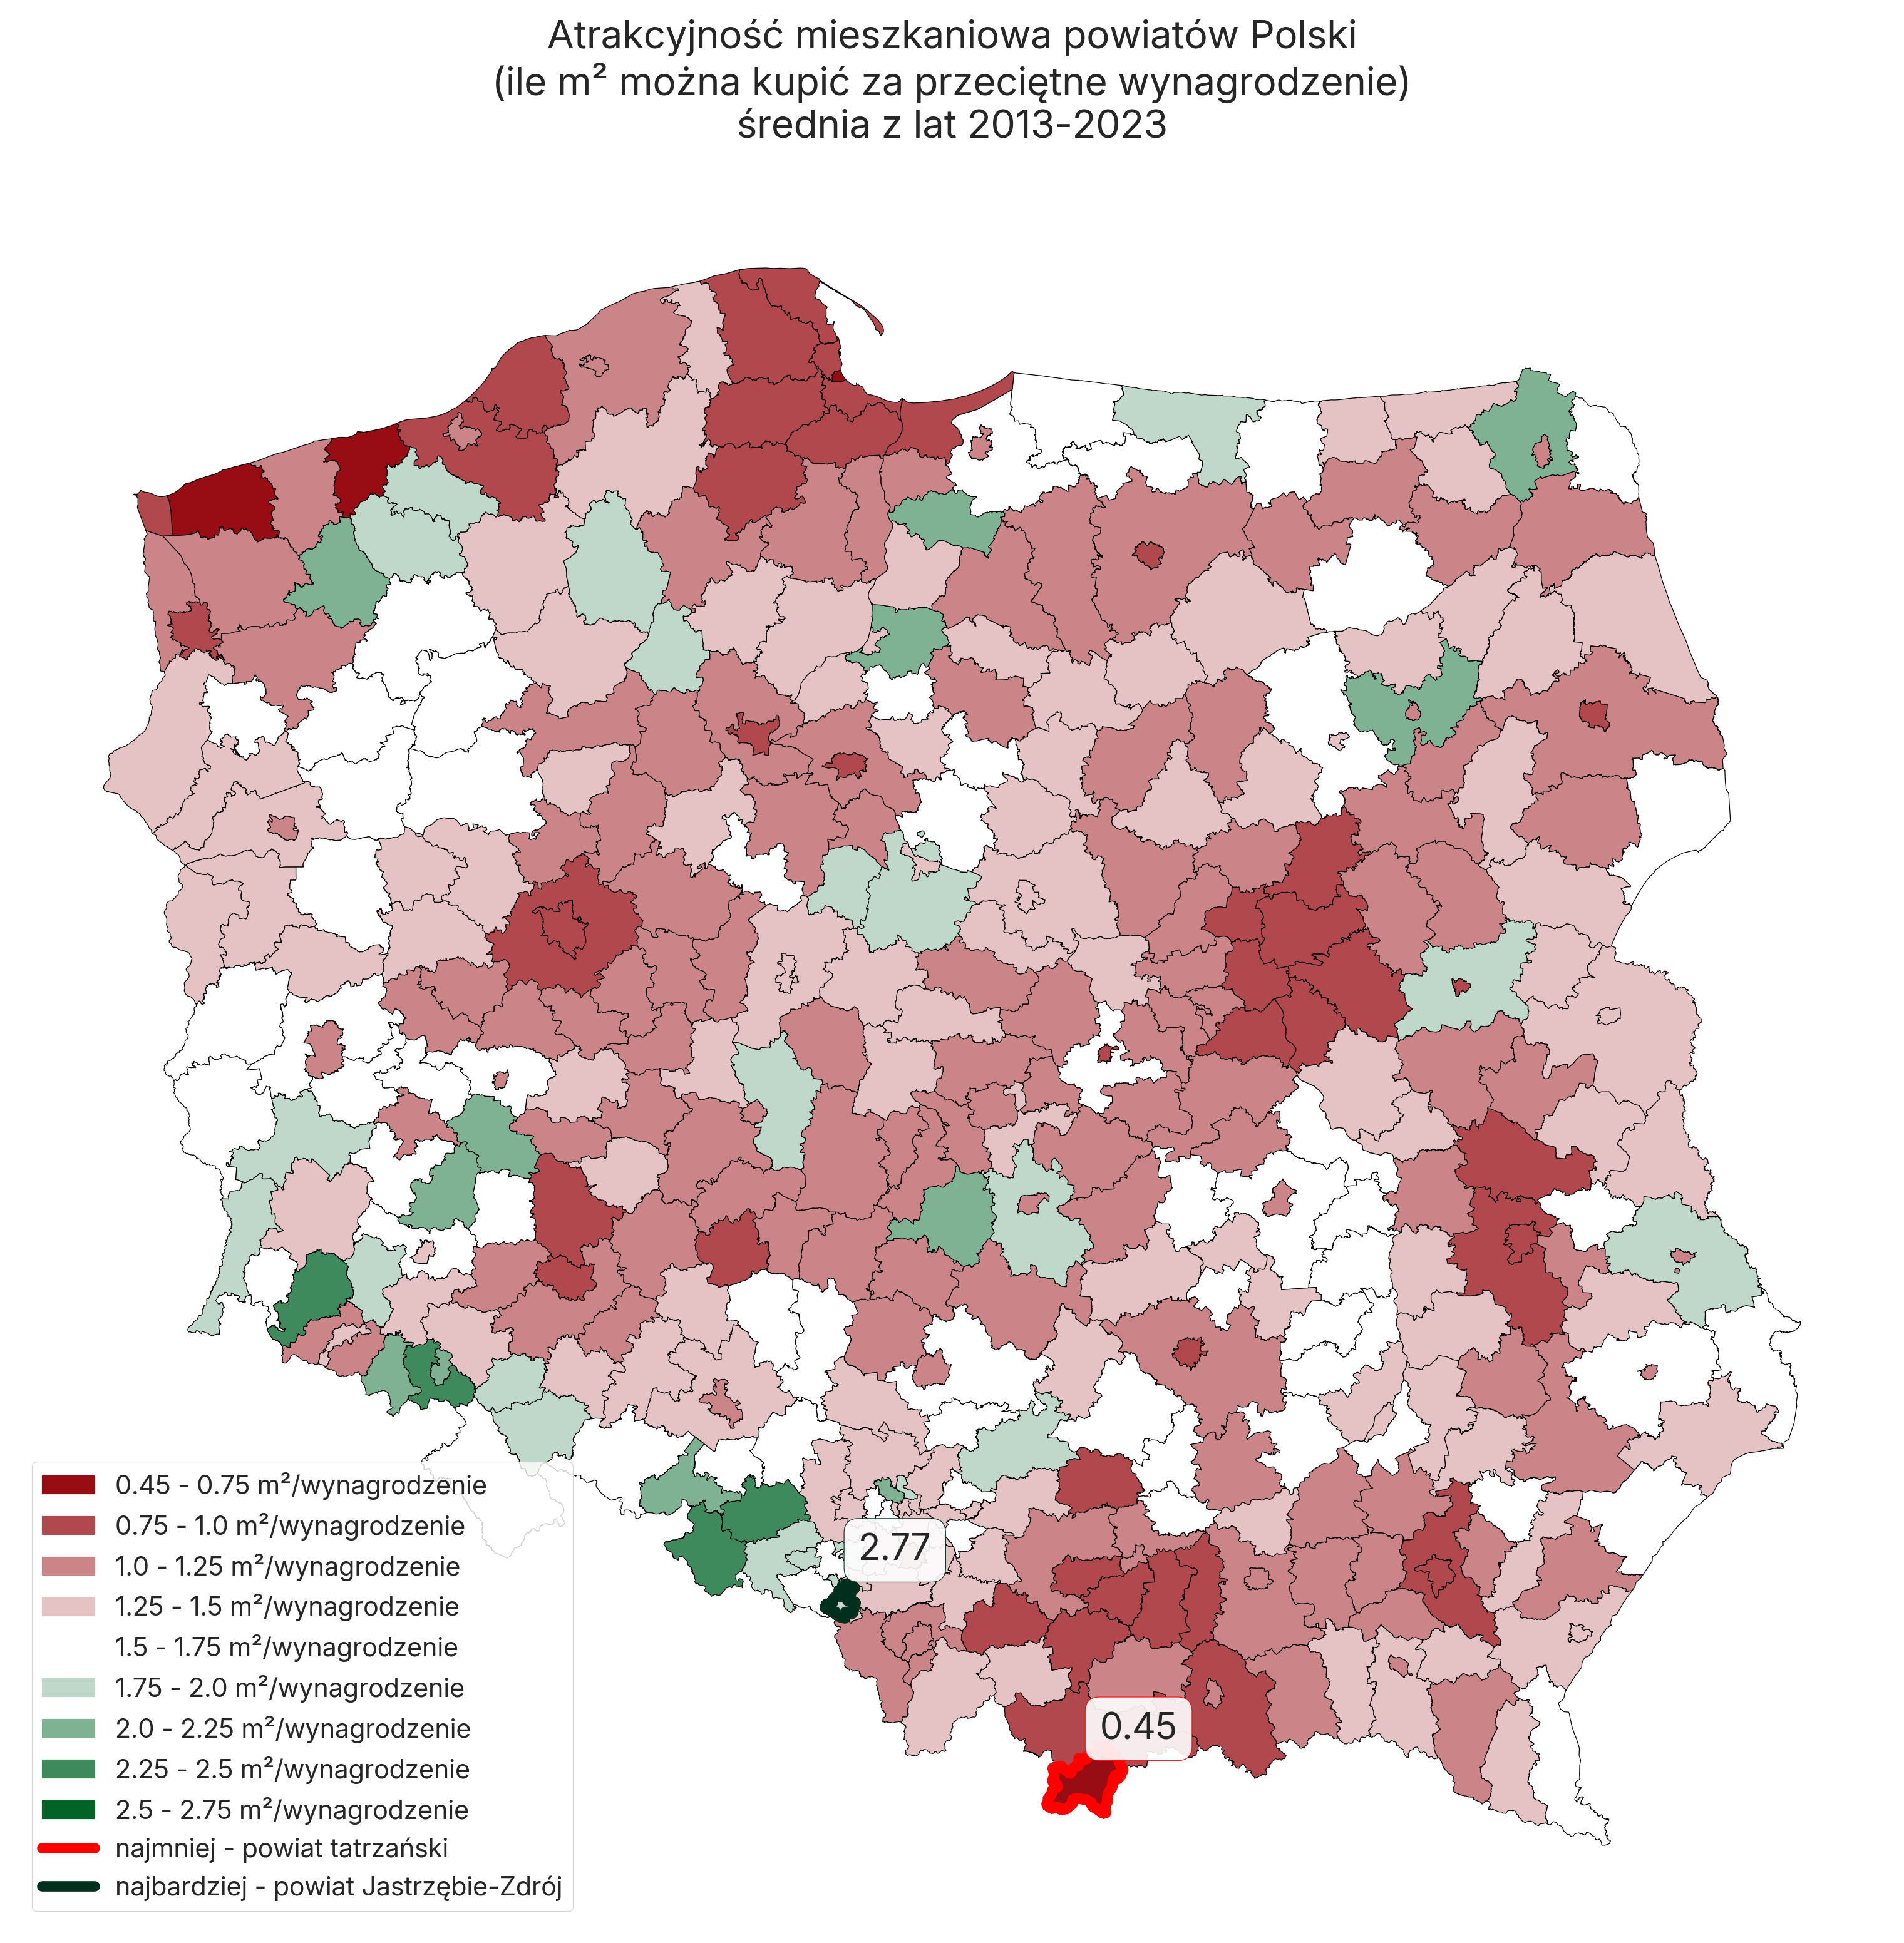 Atrakcyjność mieszkaniowa powiatów Polski
(ile m² można kupić za przeciętne wynagrodzenie)
średnia z lat 2013-2023
2.77
0.45
0.45 - 0.75 m²/wynagrodzenie
0.75 - 1.0 m²/wynagrodzenie
1.0 - 1.25 m²/wynagrodzenie
1.25 - 1.5 m²/wynagrodzenie
1.5 - 1.75 m²/wynagrodzenie
1.75 - 2.0 m²/wynagrodzenie
2.0 - 2.25 m²/wynagrodzenie
2.25 - 2.5 m²/wynagrodzenie
2.5 - 2.75 m²/wynagrodzenie
najmniej - powiat tatrzański
najbardziej - powiat Jastrzębie-Zdrój